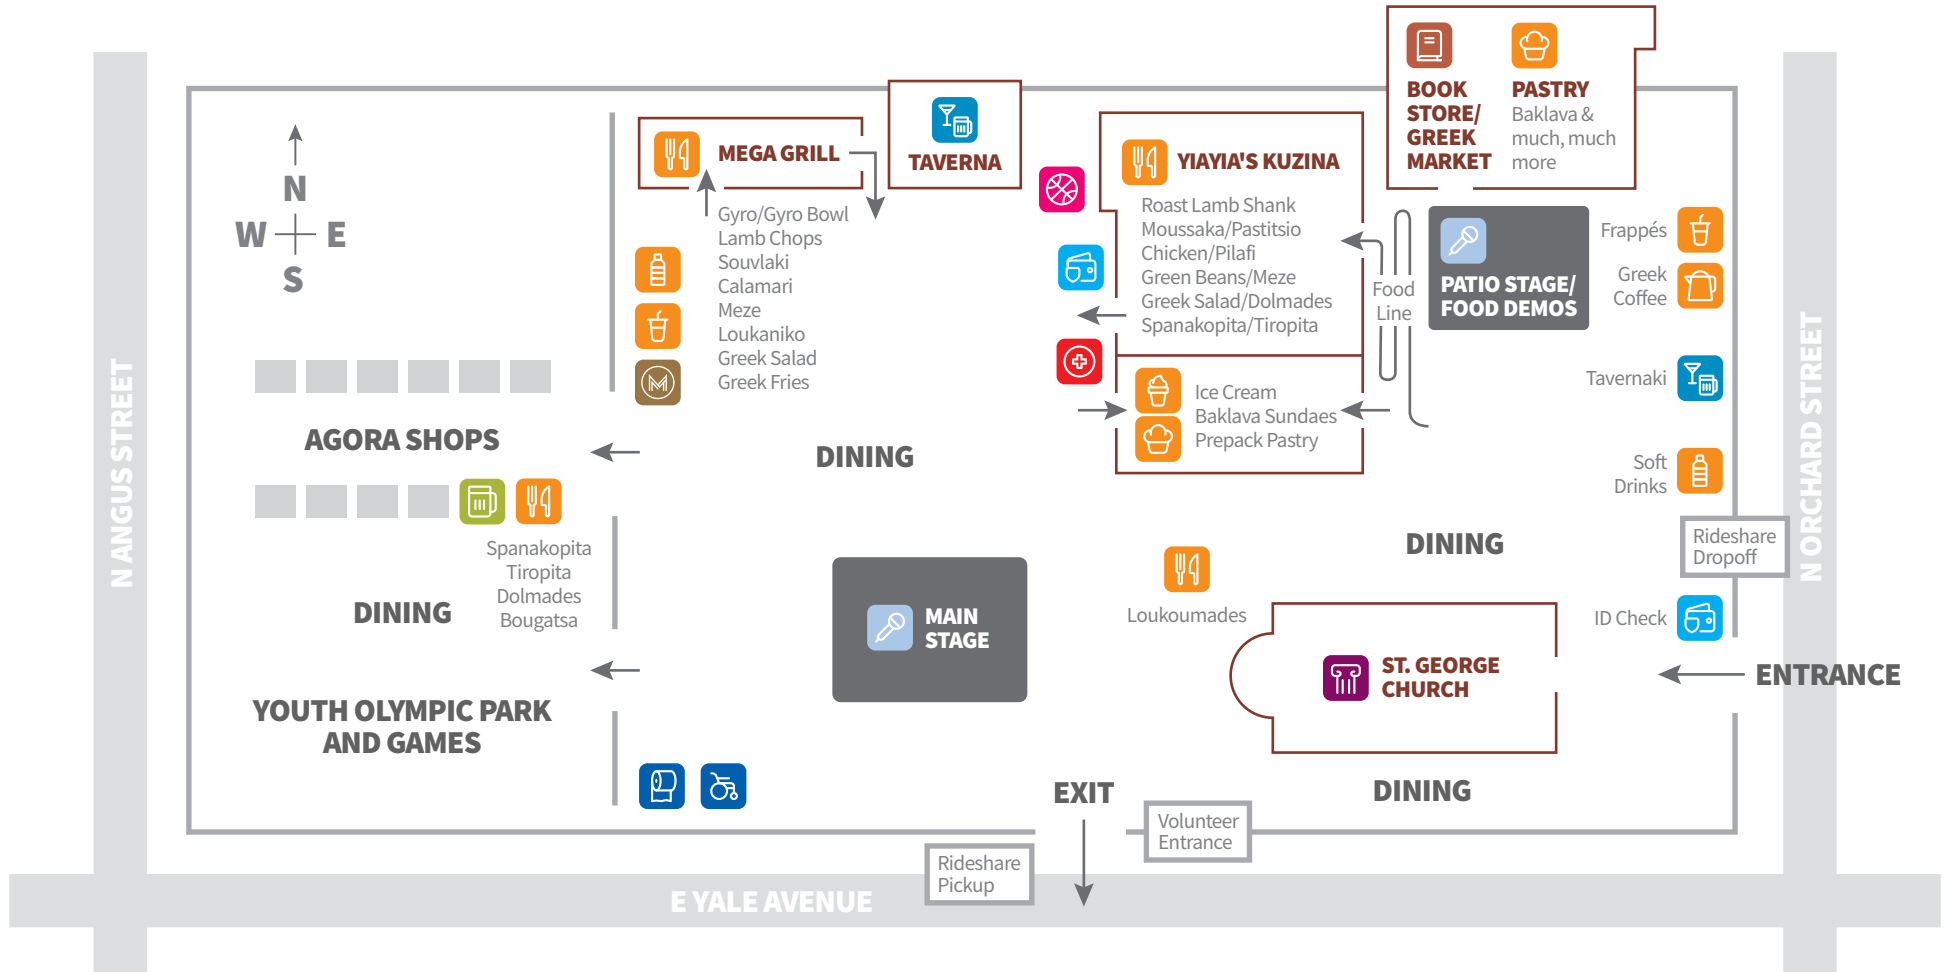 BOOK
STORE/
GREEK
MARKET
PASTRY
Baklava &
much, much
more
MEGA GRILL
TAVERNA
YIAYIA'S KUZINA
N
W
E
S
Gyro/Gyro Bowl
Lamb Chops
Souvlaki
Calamari
Meze
Loukaniko
Greek Salad
Greek Fries
M
Roast Lamb Shank
Moussaka/Pastitsio
Chicken/Pilafi
Green Beans/Meze
Greek Salad/Dolmades
Spanakopita/Tiropita
Food
Line
PATIO STAGE/
FOOD DEMOS
Frappés
Greek
Coffee
Tavernaki
Ice Cream
Baklava Sundaes
Prepack Pastry
N ANGUS STREET
N ORCHARD STREET
AGORA SHOPS
DINING
Soft
Drinks
Spanakopita
Tiropita
Dolmades
Bougatsa
DINING
DINING
Rideshare
Dropoff
Loukoumades
MAIN
STAGE
ID Check
ST. GEORGE
CHURCH
ENTRANCE
YOUTH OLYMPIC PARK
AND GAMES
EXIT
DINING
Volunteer
Entrance
Rideshare
Pickup
E YALE AVENUE